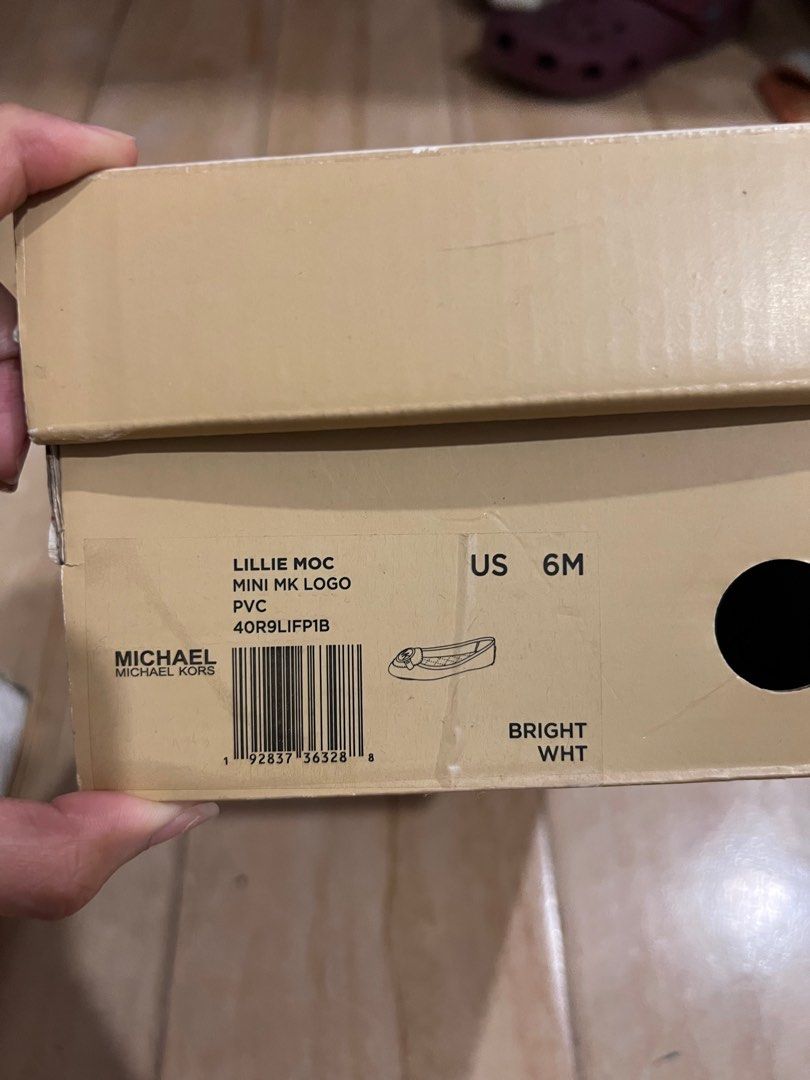 LILLIE MOC
MINI MK LOGO
PVC
40R9LIFP1B
US 6M
MICHAEL
MICHAEL KORS
1 92837 36328 8
BRIGHT
WHT